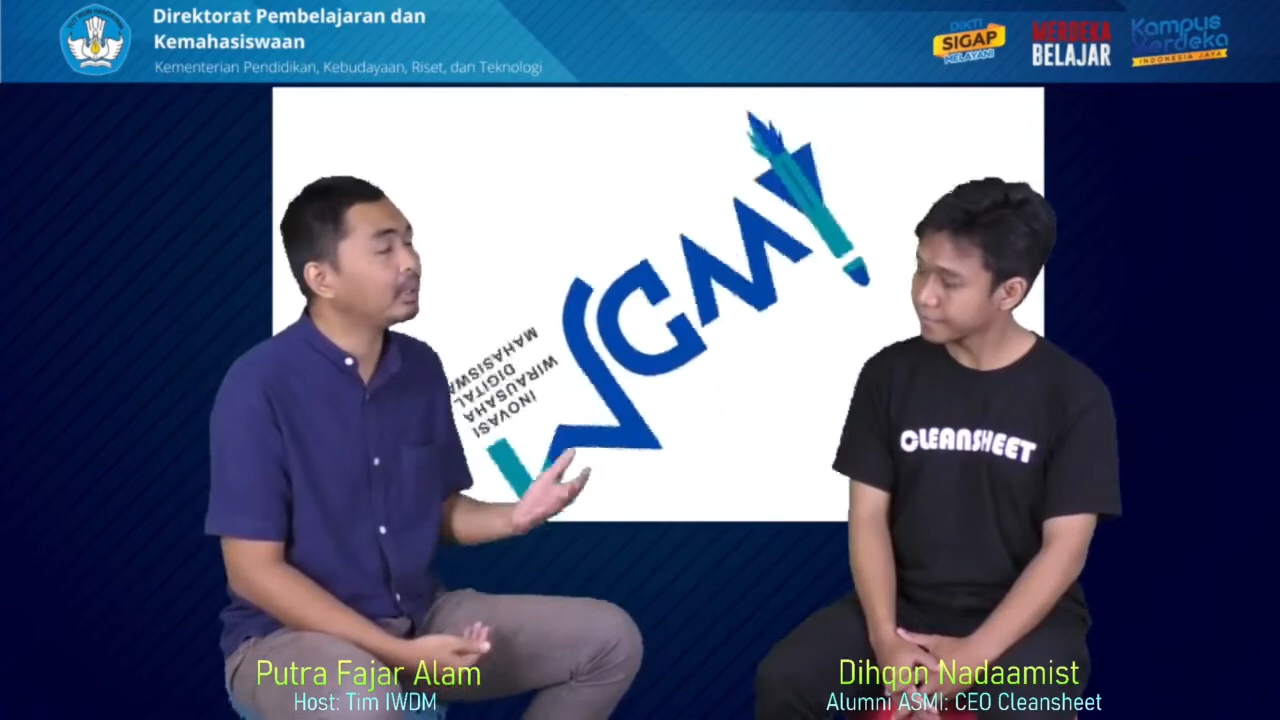 Direktorat Pembelajaran dan
Kemahasiswaan
Kementerian Pendidikan, Kebudayaan, Riset, dan Teknologi
DIKTI
SIGAP
MELAYANI
MERDEKA
BELAJAR
Kampus
Merdeka
INDONESIA JAYA
INOVASI
WIRAUSAHA
DIGITAL
MAHASISWA
CLEANSHEET
Putra Fajar Alam
Host: Tim IWDM
Dihqon Nadaamist
Alumni ASMI: CEO Cleansheet